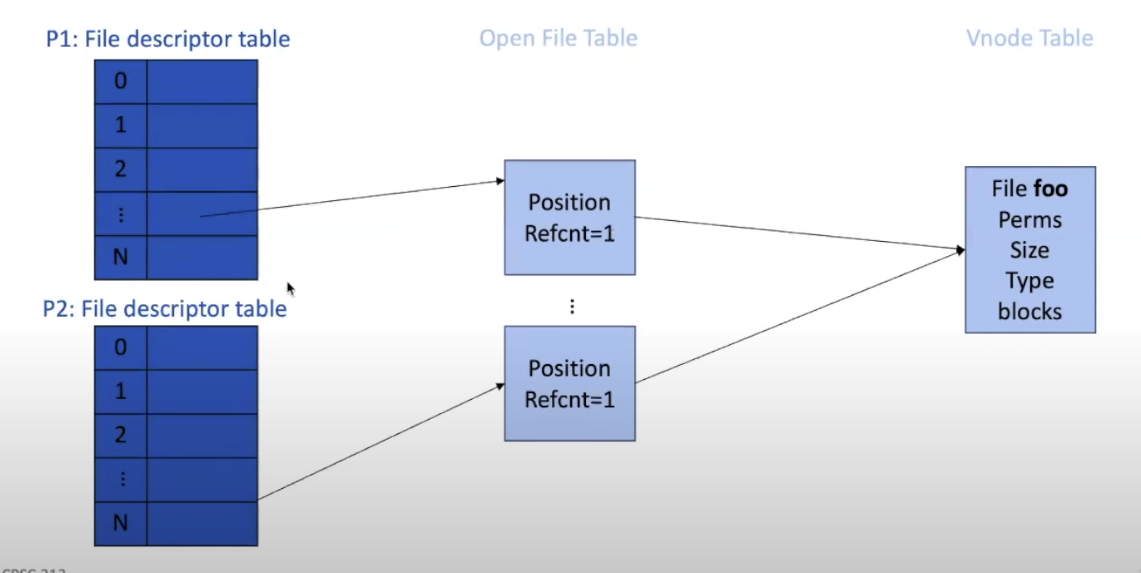 P1: File descriptor table
Open File Table
Vnode Table
0
1
2
⋮
N
Position
Refcnt=1
File foo
Perms
Size
Type
blocks
P2: File descriptor table
⋮
0
1
2
⋮
N
Position
Refcnt=1